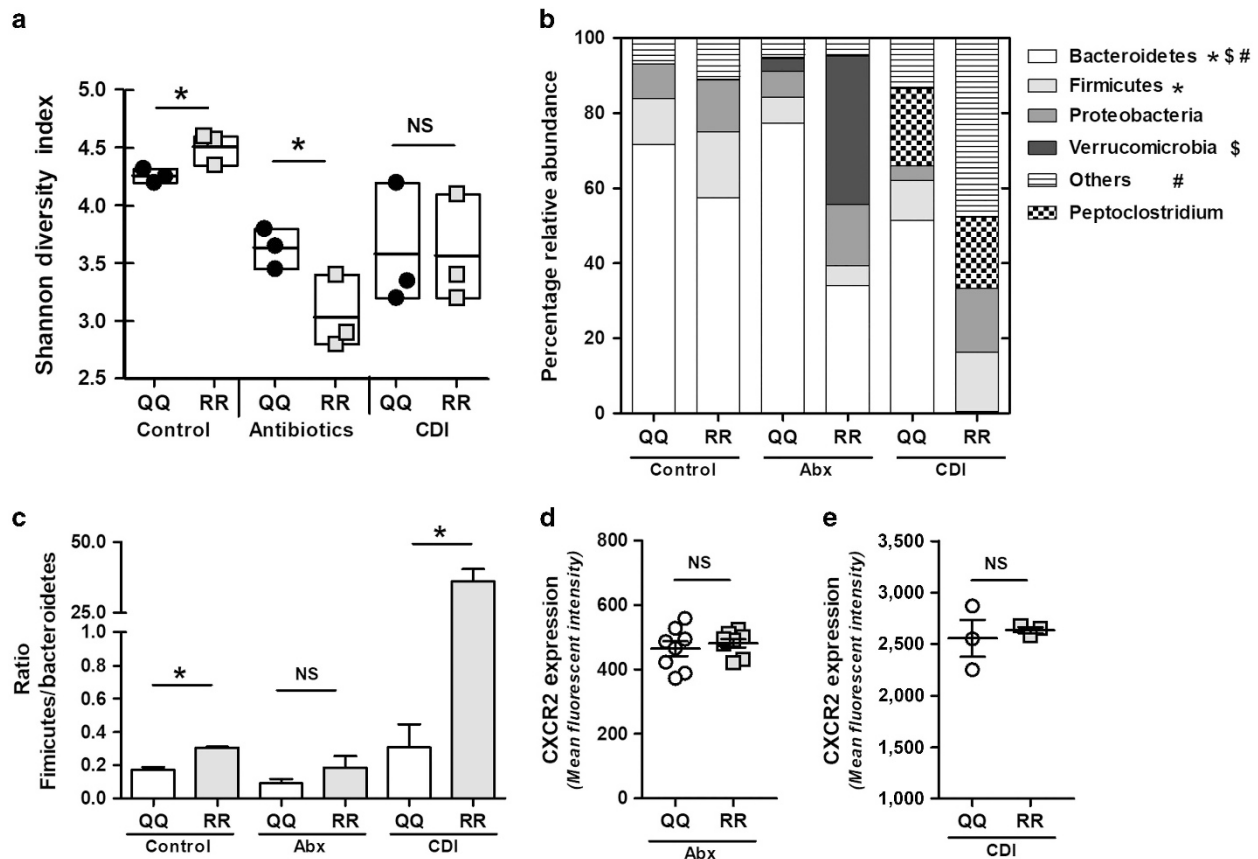 a
Shannon diversity index
5.0
4.5
4.0
3.5
3.0
2.5
*
*
NS
QQ RR QQ RR QQ RR
Control Antibiotics CDI
b
Percentage relative abundance
100
80
60
40
20
0
QQ RR QQ RR QQ RR
Control Abx CDI
Bacteroidetes * $ #
Firmicutes *
Proteobacteria
Verrucomicrobia $
Others #
Peptoclostridium
c
Ratio
Fimicutes/bacteroidetes
50.0
25.0
1.0
0.8
0.6
0.4
0.2
0.0
*
NS
*
QQ RR QQ RR QQ RR
Control Abx CDI
d
CXCR2 expression
(Mean fluorescent intensity)
800
600
400
200
0
NS
QQ RR
Abx
e
CXCR2 expression
(Mean fluorescent intensity)
3,500
3,000
2,500
2,000
1,500
1,000
NS
QQ RR
CDI